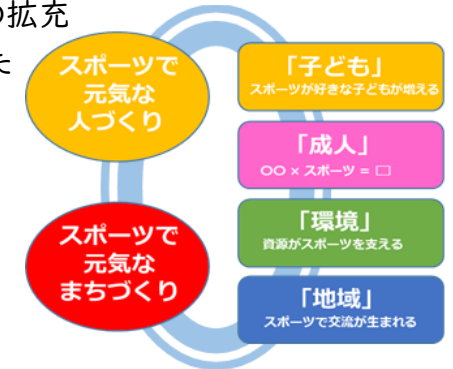 の拡充
た
スポーツで
元気な
人づくり
「子ども」
スポーツが好きな子どもが増える
「成人」
〇〇 × スポーツ = □
スポーツで
元気な
まちづくり
「環境」
資源がスポーツを支える
「地域」
スポーツで交流が生まれる